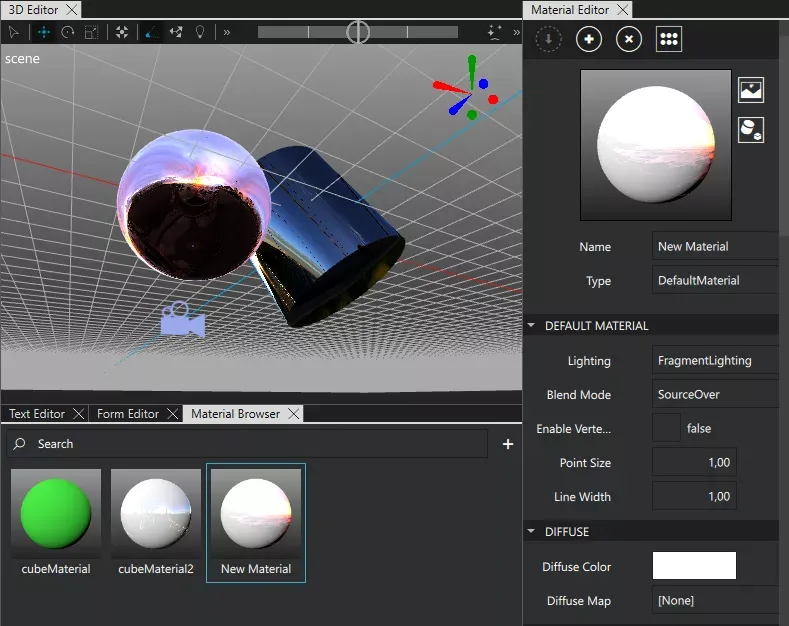 3D Editor
»
»
scene
Text Editor
Form Editor
Material Browser
Search
cubeMaterial
cubeMaterial2
New Material
Material Editor
Name
New Material
Type
DefaultMaterial
DEFAULT MATERIAL
Lighting
FragmentLighting
Blend Mode
SourceOver
Enable Verte...
false
Point Size
1,00
Line Width
1,00
DIFFUSE
Diffuse Color
Diffuse Map
[None]